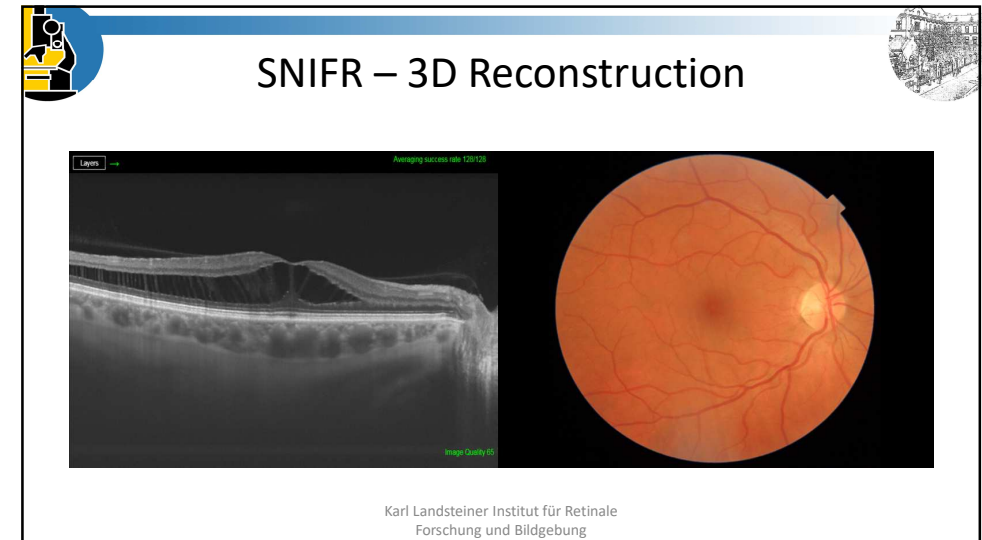 SNIFR – 3D Reconstruction
Layers →
Averaging success rate 128/128
Image Quality 65
Karl Landsteiner Institut für Retinale
Forschung und Bildgebung